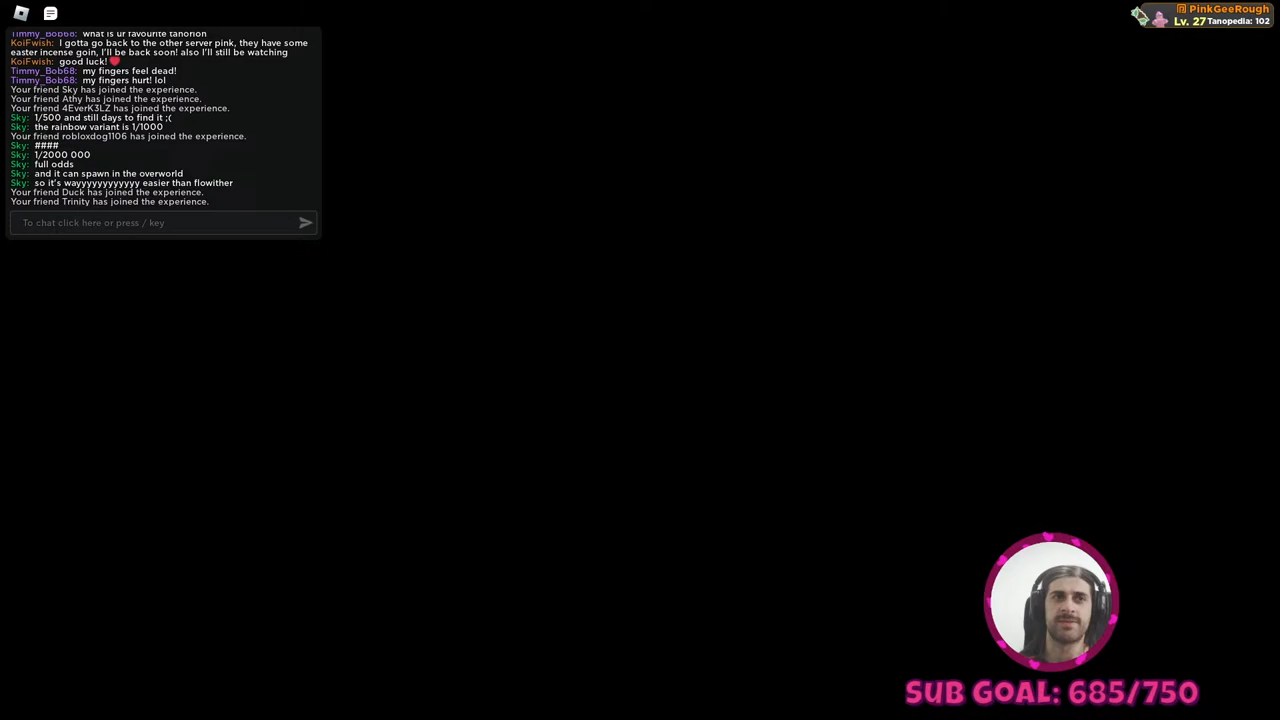 PinkGeeRough
Lv. 27 Tanopedia: 102
Timmy_Bob68: what is ur favourite tanorion
KoiFwish: I gotta go back to the other server pink, they have some
easter incense goin, I'll be back soon! also I'll still be watching
KoiFwish: good luck!
Timmy_Bob68: my fingers feel dead!
Timmy_Bob68: my fingers hurt! lol
Your friend Sky has joined the experience.
Your friend Athy has joined the experience.
Your friend 4EverK3LZ has joined the experience.
Sky: 1/500 and still days to find it ;(
Sky: the rainbow variant is 1/1000
Your friend robloxdog1106 has joined the experience.
Sky: ####
Sky: 1/2000 000
Sky: full odds
Sky: and it can spawn in the overworld
Sky: so it's wayyyyyyyyyyy easier than flowither
Your friend Duck has joined the experience.
Your friend Trinity has joined the experience.
To chat click here or press / key
SUB GOAL: 685/750